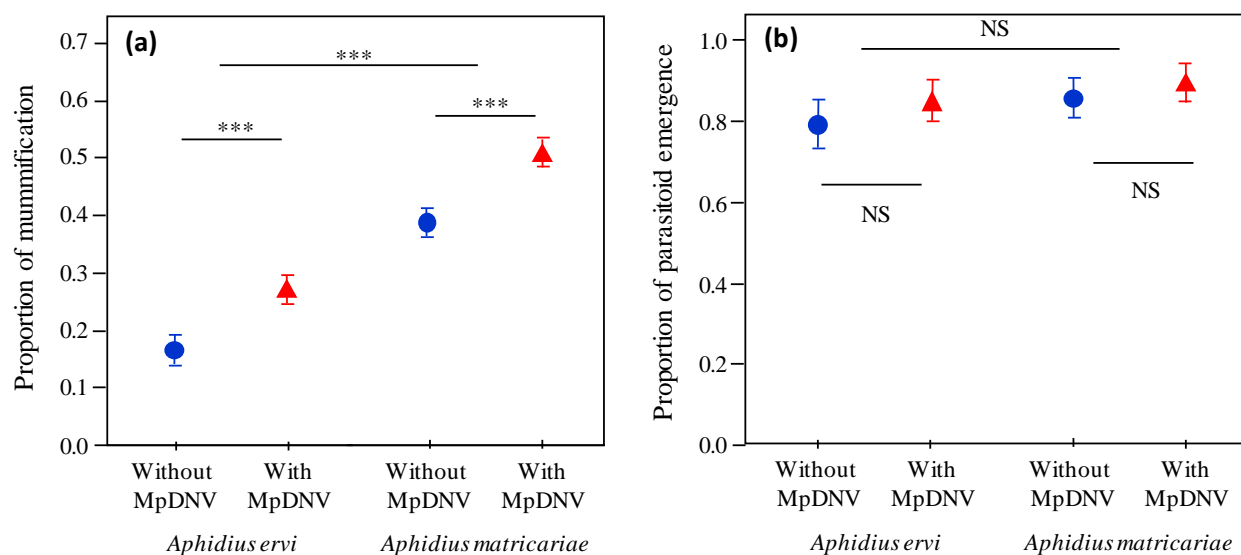 (a)
Proportion of mummification
0.7
0.6
0.5
0.4
0.3
0.2
0.1
0.0
***
***
***
Without
MpDNV
With
MpDNV
Without
MpDNV
With
MpDNV
Aphidius ervi
Aphidius matricariae
(b)
Proportion of parasitoid emergence
1.0
0.8
0.6
0.4
0.2
0.0
NS
NS
NS
Without
MpDNV
With
MpDNV
Without
MpDNV
With
MpDNV
Aphidius ervi
Aphidius matricariae